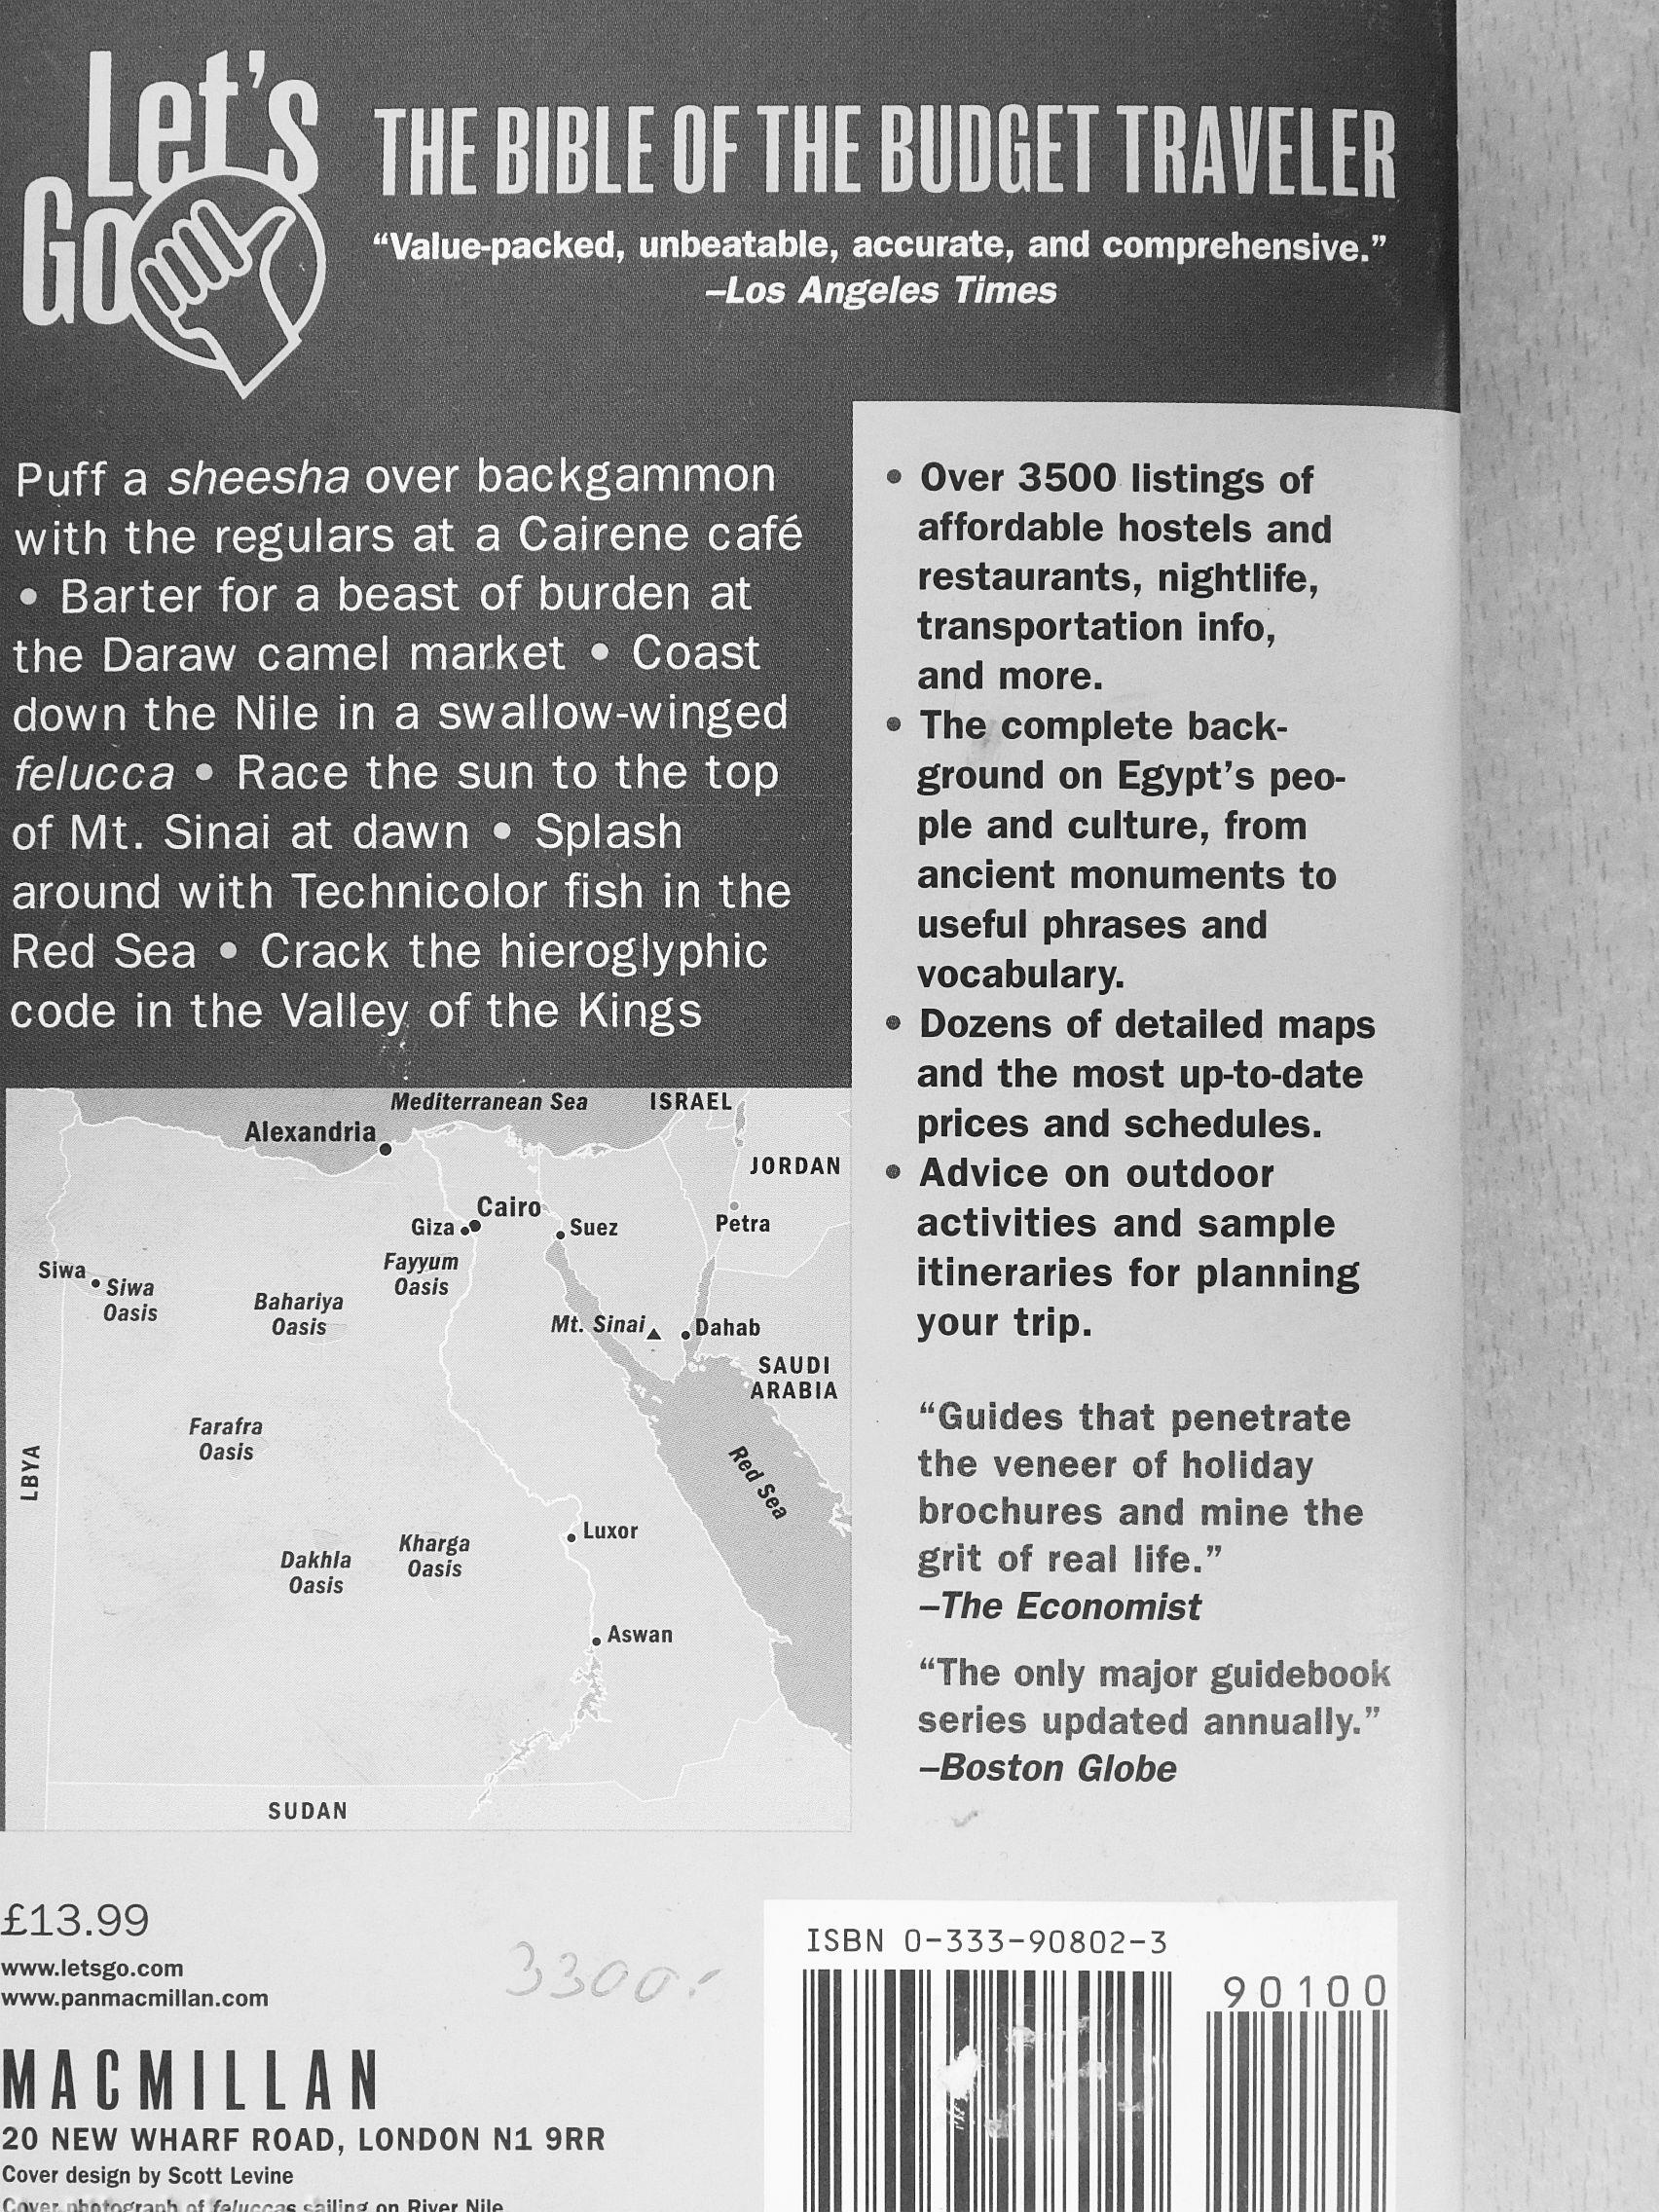 Let's
Go
THE BIBLE OF THE BUDGET TRAVELER
“Value-packed, unbeatable, accurate, and comprehensive.”
–Los Angeles Times
Puff a sheesha over backgammon
with the regulars at a Cairene café
• Barter for a beast of burden at
the Daraw camel market • Coast
down the Nile in a swallow-winged
felucca • Race the sun to the top
of Mt. Sinai at dawn • Splash
around with Technicolor fish in the
Red Sea • Crack the hieroglyphic
code in the Valley of the Kings
• Over 3500 listings of
affordable hostels and
restaurants, nightlife,
transportation info,
and more.
• The complete back-
ground on Egypt’s peo-
ple and culture, from
ancient monuments to
useful phrases and
vocabulary.
• Dozens of detailed maps
and the most up-to-date
prices and schedules.
• Advice on outdoor
activities and sample
itineraries for planning
your trip.
“Guides that penetrate
the veneer of holiday
brochures and mine the
grit of real life.”
–The Economist
“The only major guidebook
series updated annually.”
–Boston Globe
Mediterranean Sea
ISRAEL
Alexandria
JORDAN
Cairo
Giza
Suez
Petra
Fayyum
Oasis
Siwa
Siwa
Oasis
Bahariya
Oasis
Mt. Sinai
Dahab
SAUDI
ARABIA
Farafra
Oasis
LBYA
Red Sea
Luxor
Kharga
Oasis
Dakhla
Oasis
Aswan
SUDAN
£13.99
www.letsgo.com
www.panmacmillan.com
3300.-
MACMILLAN
20 NEW WHARF ROAD, LONDON N1 9RR
Cover design by Scott Levine
Cover photograph of feluccas sailing on River Nile
ISBN 0-333-90802-3
90100